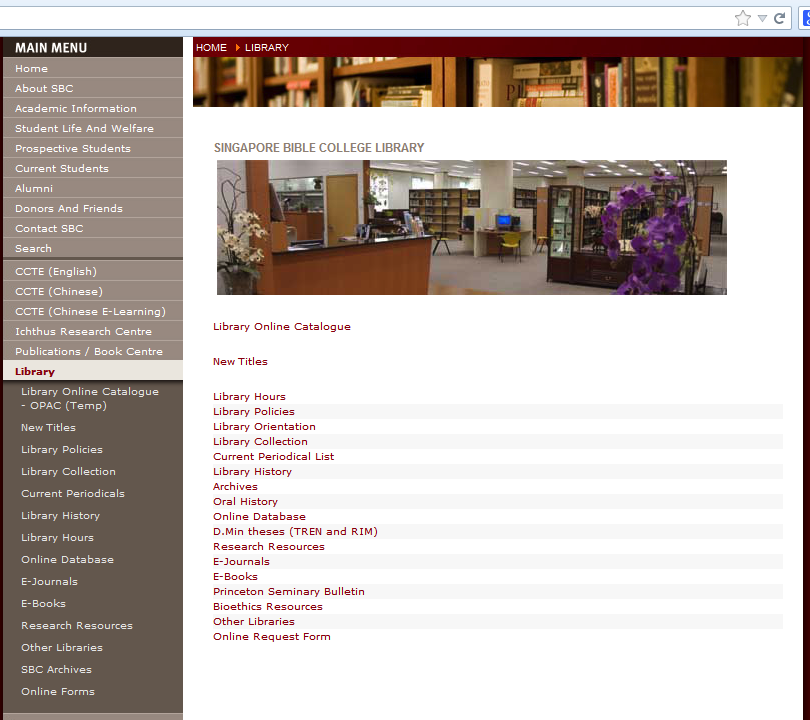 MAIN MENU
Home
About SBC
Academic Information
Student Life And Welfare
Prospective Students
Current Students
Alumni
Donors And Friends
Contact SBC
Search
CCTE (English)
CCTE (Chinese)
CCTE (Chinese E-Learning)
Ichthus Research Centre
Publications / Book Centre
Library
Library Online Catalogue
- OPAC (Temp)
New Titles
Library Policies
Library Collection
Current Periodicals
Library History
Library Hours
Online Database
E-Journals
E-Books
Research Resources
Other Libraries
SBC Archives
Online Forms
HOME LIBRARY
SINGAPORE BIBLE COLLEGE LIBRARY
Library Online Catalogue
New Titles
Library Hours
Library Policies
Library Orientation
Library Collection
Current Periodical List
Library History
Archives
Oral History
Online Database
D.Min theses (TREN and RIM)
Research Resources
E-Journals
E-Books
Princeton Seminary Bulletin
Bioethics Resources
Other Libraries
Online Request Form